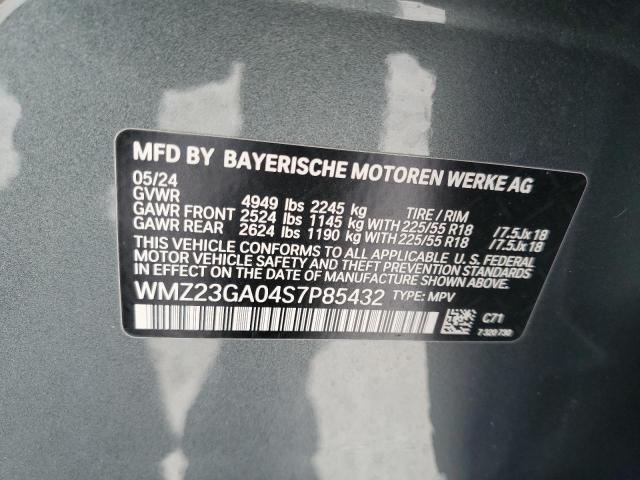 MFD BY BAYERISCHE MOTOREN WERKE AG
05/24
GVWR 4949 lbs 2245 kg TIRE / RIM
GAWR FRONT 2524 lbs 1145 kg WITH 225/55 R18 /7.5Jx18
GAWR REAR 2624 lbs 1190 kg WITH 225/55 R18 /7.5Jx18
THIS VEHICLE CONFORMS TO ALL APPLICABLE U. S. FEDERAL
MOTOR VEHICLE SAFETY, BUMPER, AND THEFT PREVENTION
STANDARDS IN EFFECT ON THE DATE OF MANUFACTURE SHOWN ABOVE.
WMZ23GA04S7P85432 TYPE: MPV
C71
7 320 730